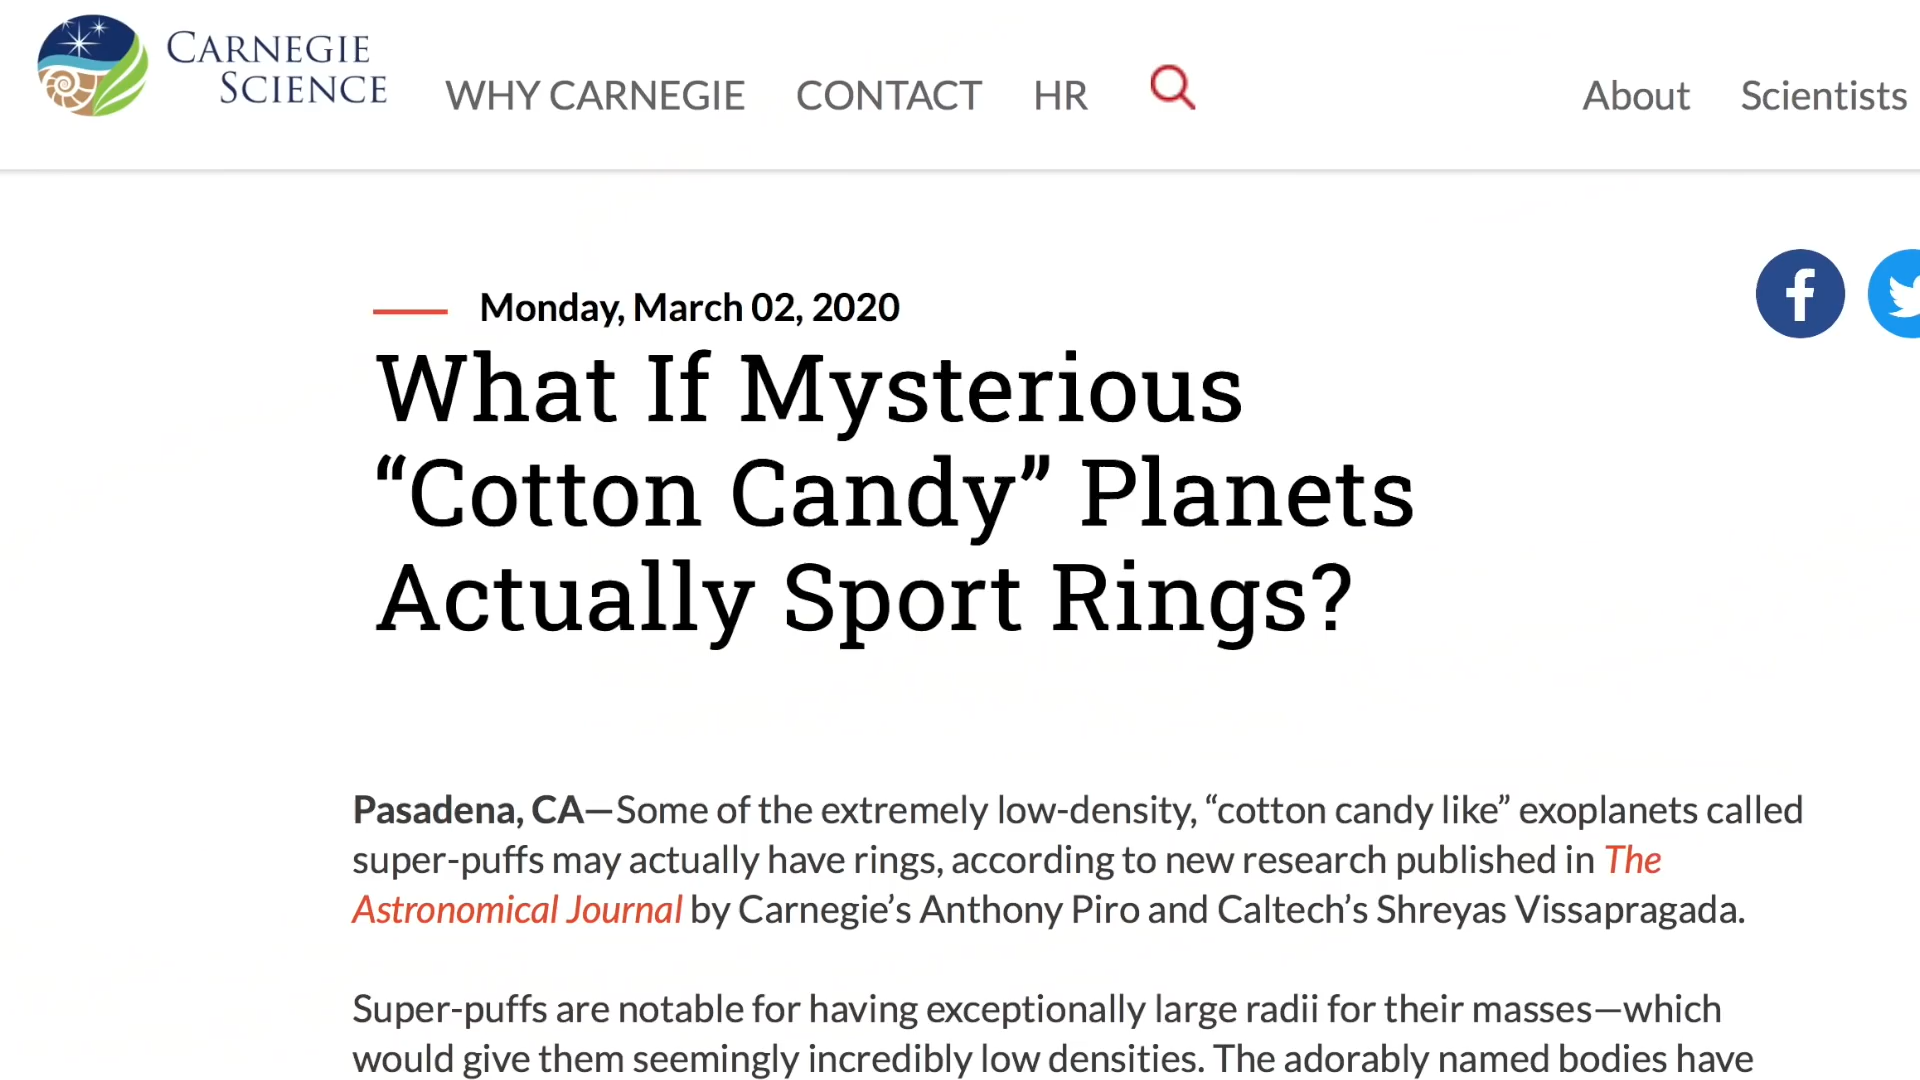 CARNEGIE
SCIENCE
WHY CARNEGIE CONTACT HR About Scientists
Monday, March 02, 2020
What If Mysterious
“Cotton Candy” Planets
Actually Sport Rings?
Pasadena, CA—Some of the extremely low-density, “cotton candy like” exoplanets called
super-puffs may actually have rings, according to new research published in The
Astronomical Journal by Carnegie’s Anthony Piro and Caltech’s Shreyas Vissapragada.
Super-puffs are notable for having exceptionally large radii for their masses—which
would give them seemingly incredibly low densities. The adorably named bodies have